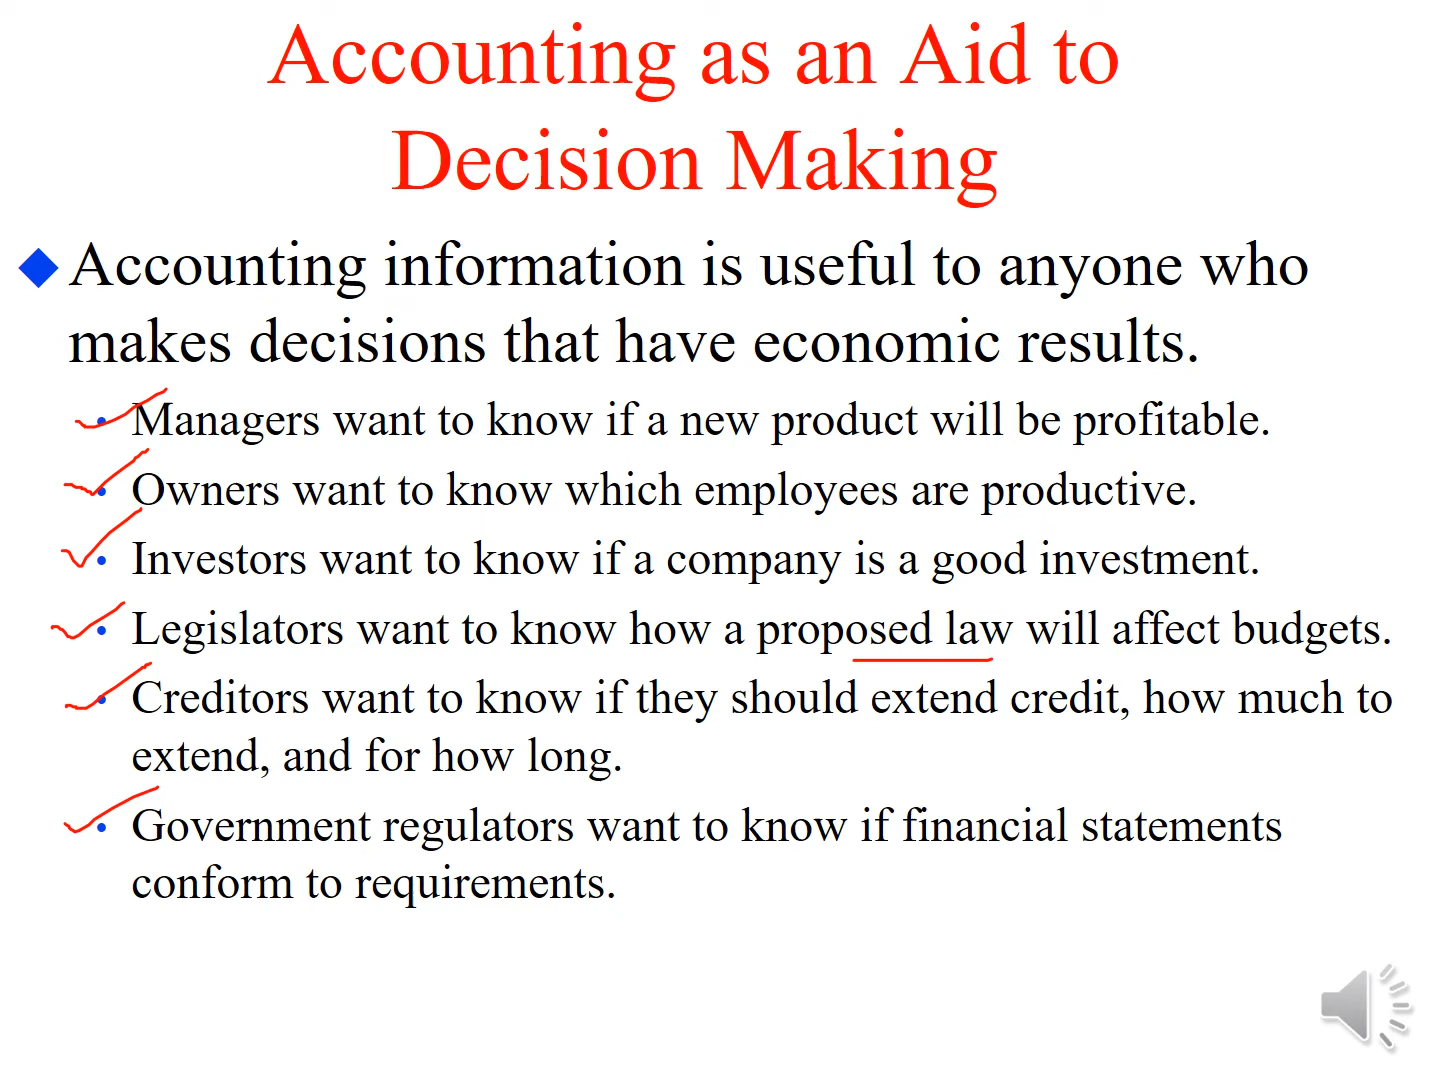 Accounting as an Aid to
Decision Making
Accounting information is useful to anyone who
makes decisions that have economic results.
• Managers want to know if a new product will be profitable.
• Owners want to know which employees are productive.
• Investors want to know if a company is a good investment.
• Legislators want to know how a proposed law will affect budgets.
• Creditors want to know if they should extend credit, how much to
extend, and for how long.
• Government regulators want to know if financial statements
conform to requirements.